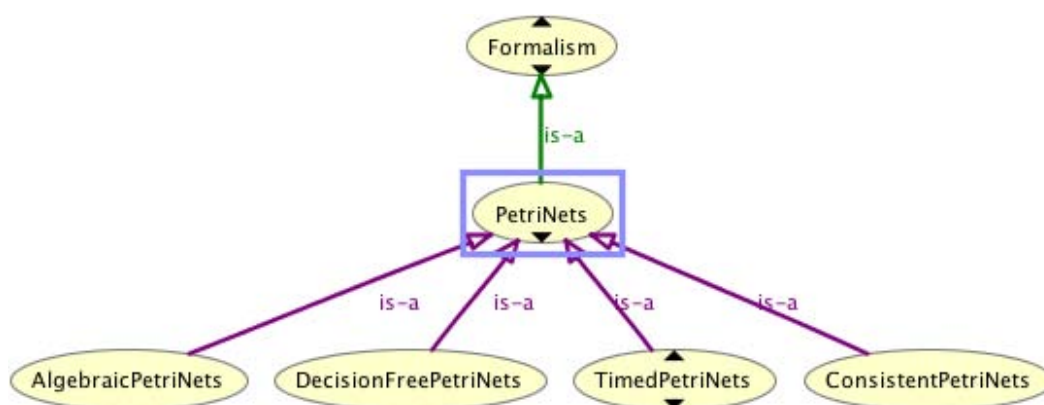 Formalism
is-a
PetriNets
is-a is-a is-a is-a
AlgebraicPetriNets DecisionFreePetriNets TimedPetriNets ConsistentPetriNets